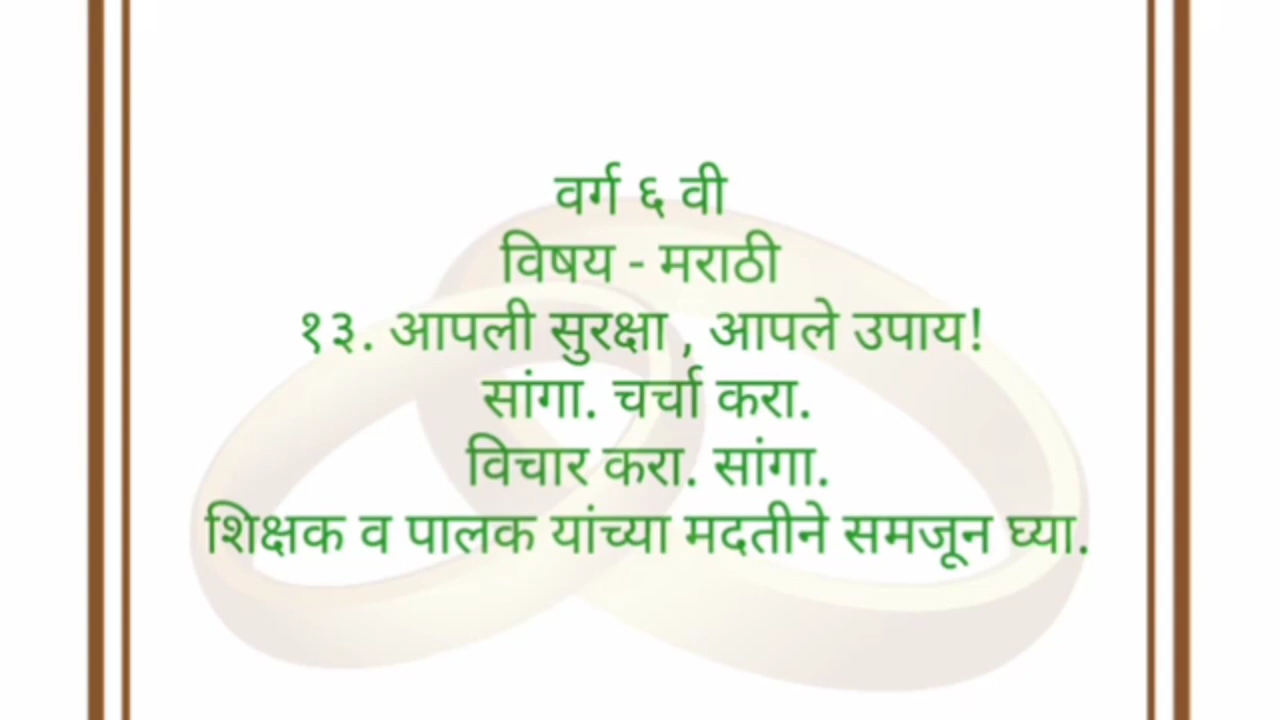 वर्ग ६ वी
विषय - मराठी
१३. आपली सुरक्षा , आपले उपाय!
सांगा. चर्चा करा.
विचार करा. सांगा.
शिक्षक व पालक यांच्या मदतीने समजून घ्या.